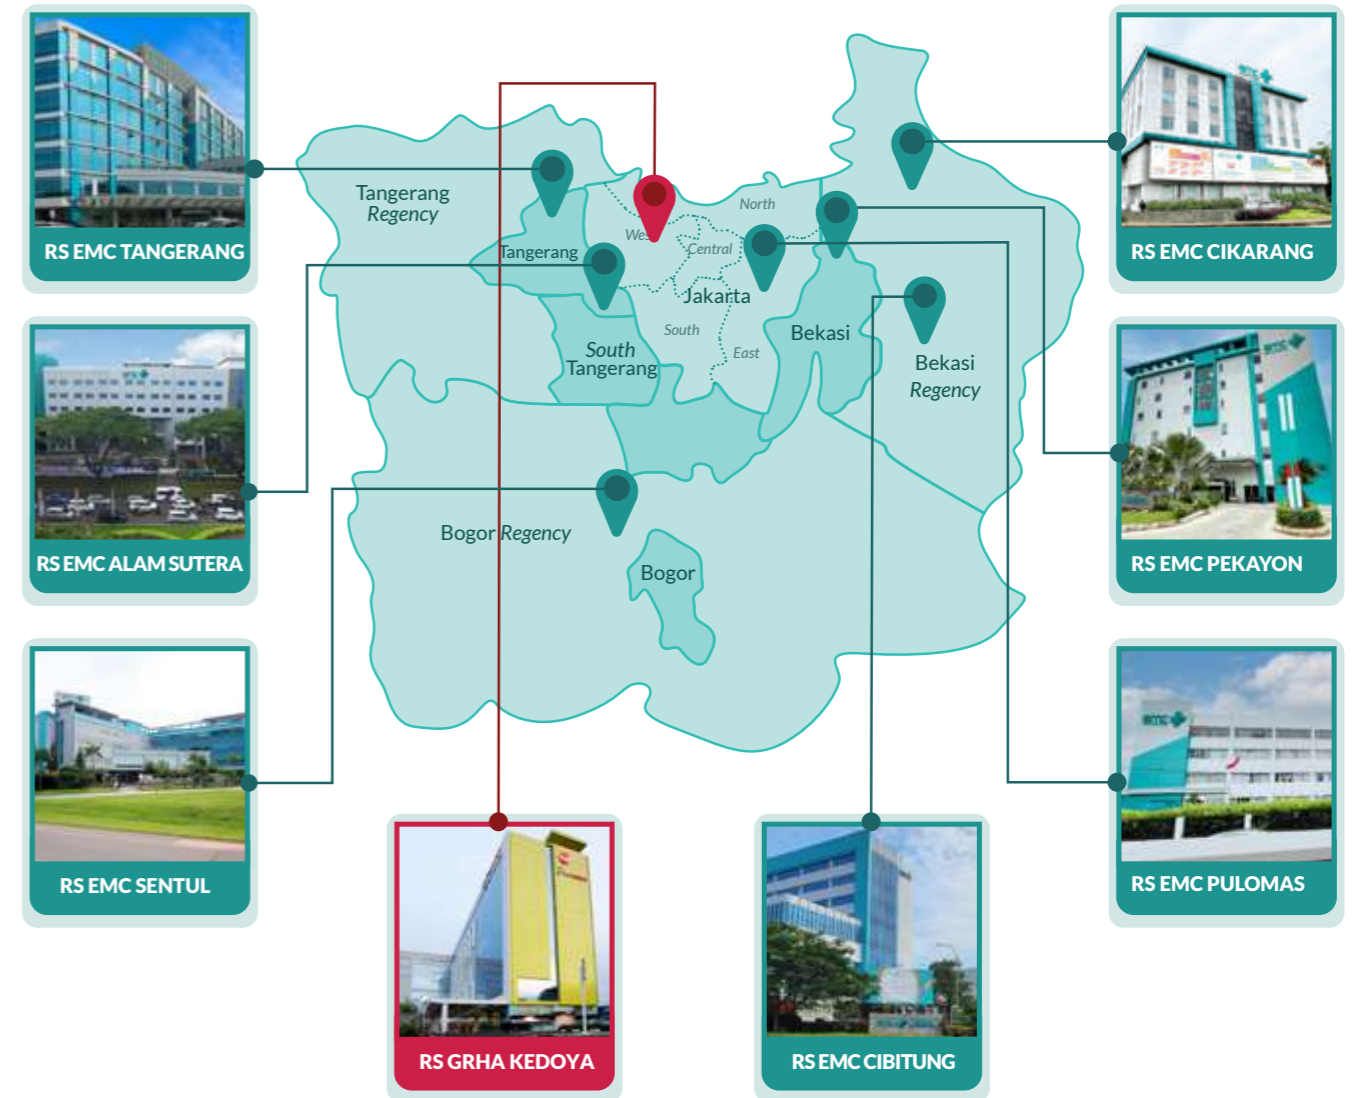 RS EMC TANGERANG
RS EMC ALAM SUTERA
RS EMC SENTUL
Tangerang
Regency
Tangerang
South
Tangerang
West
North
Central
Jakarta
South
East
Bekasi
Bekasi
Regency
Bogor Regency
Bogor
RS EMC CIKARANG
RS EMC PEKAYON
RS EMC PULOMAS
RS GRHA KEDOYA
RS EMC CIBITUNG